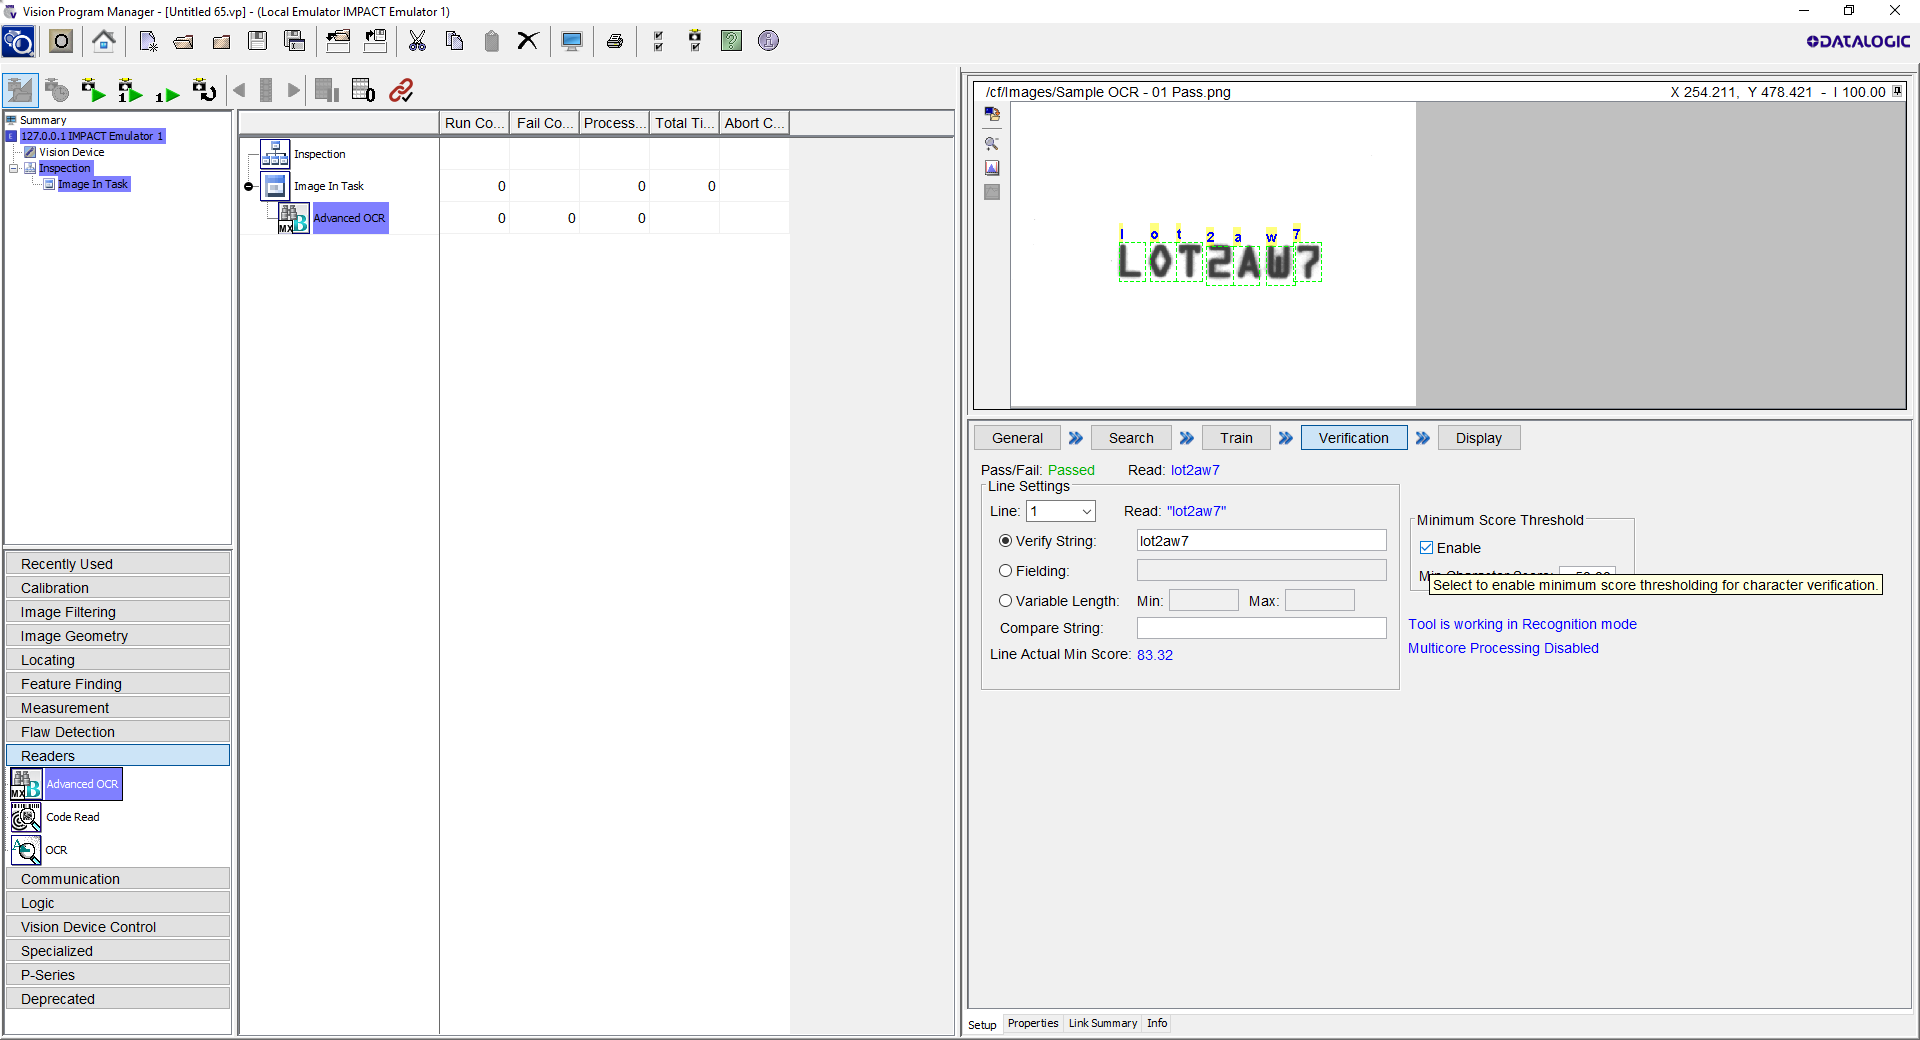 Vision Program Manager - [Untitled 65.vp] - (Local Emulator IMPACT Emulator 1)
DATALOGIC
Summary
127.0.0.1 IMPACT Emulator 1
Vision Device
Inspection
Image In Task
Recently Used
Calibration
Image Filtering
Image Geometry
Locating
Feature Finding
Measurement
Flaw Detection
Readers
Advanced OCR
Code Read
OCR
Communication
Logic
Vision Device Control
Specialized
P-Series
Deprecated
Run Co... Fail Co... Process... Total Ti... Abort C...
Inspection
Image In Task 0 0 0
Advanced OCR 0 0 0
/cf/Images/Sample OCR - 01 Pass.png X 254.211, Y 478.421 - I 100.00
l o t 2 a w 7
LOT2AW7
General Search Train Verification Display
Pass/Fail: Passed Read: lot2aw7
Line Settings
Line: 1 Read: "lot2aw7"
Verify String: lot2aw7
Fielding:
Variable Length: Min: Max:
Compare String:
Line Actual Min Score: 83.32
Minimum Score Threshold
Enable
Select to enable minimum score thresholding for character verification.
Tool is working in Recognition mode
Multicore Processing Disabled
Setup Properties Link Summary Info